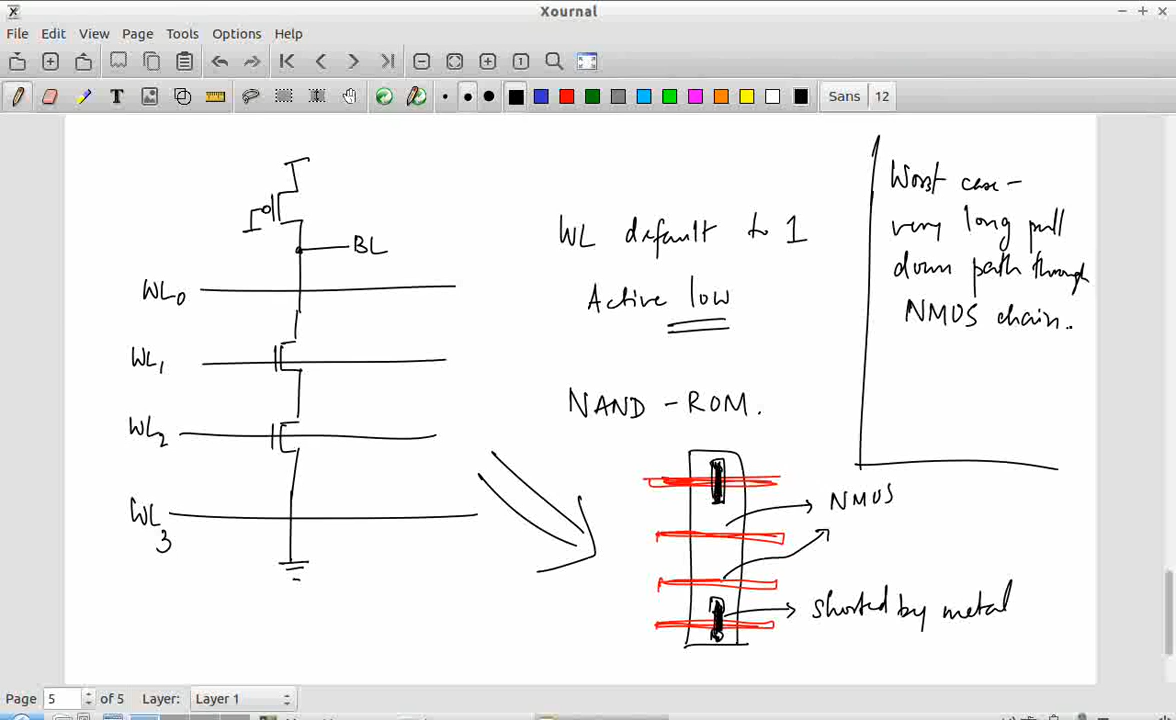 Xournal
File Edit View Page Tools Options Help
Sans 12
BL
WL0
WL1
WL2
WL3
WL default to 1
Active low
NAND - ROM.
NMUS
shorted by metal
Worst case -
very long pull
down path through
NMUS chain..
Page 5 of 5 Layer: Layer 1